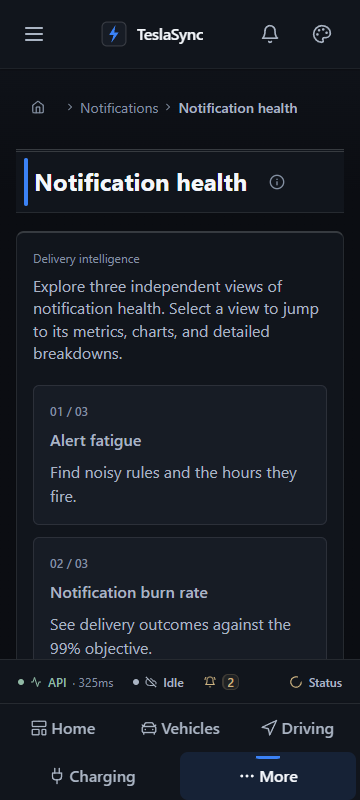 TeslaSync
Notifications Notification health
Notification health
Delivery intelligence
Explore three independent views of
notification health. Select a view to jump
to its metrics, charts, and detailed
breakdowns.
01 / 03
Alert fatigue
Find noisy rules and the hours they
fire.
02 / 03
Notification burn rate
See delivery outcomes against the
99% objective.
API · 325ms Idle 2 Status
Home Vehicles Driving
Charging More